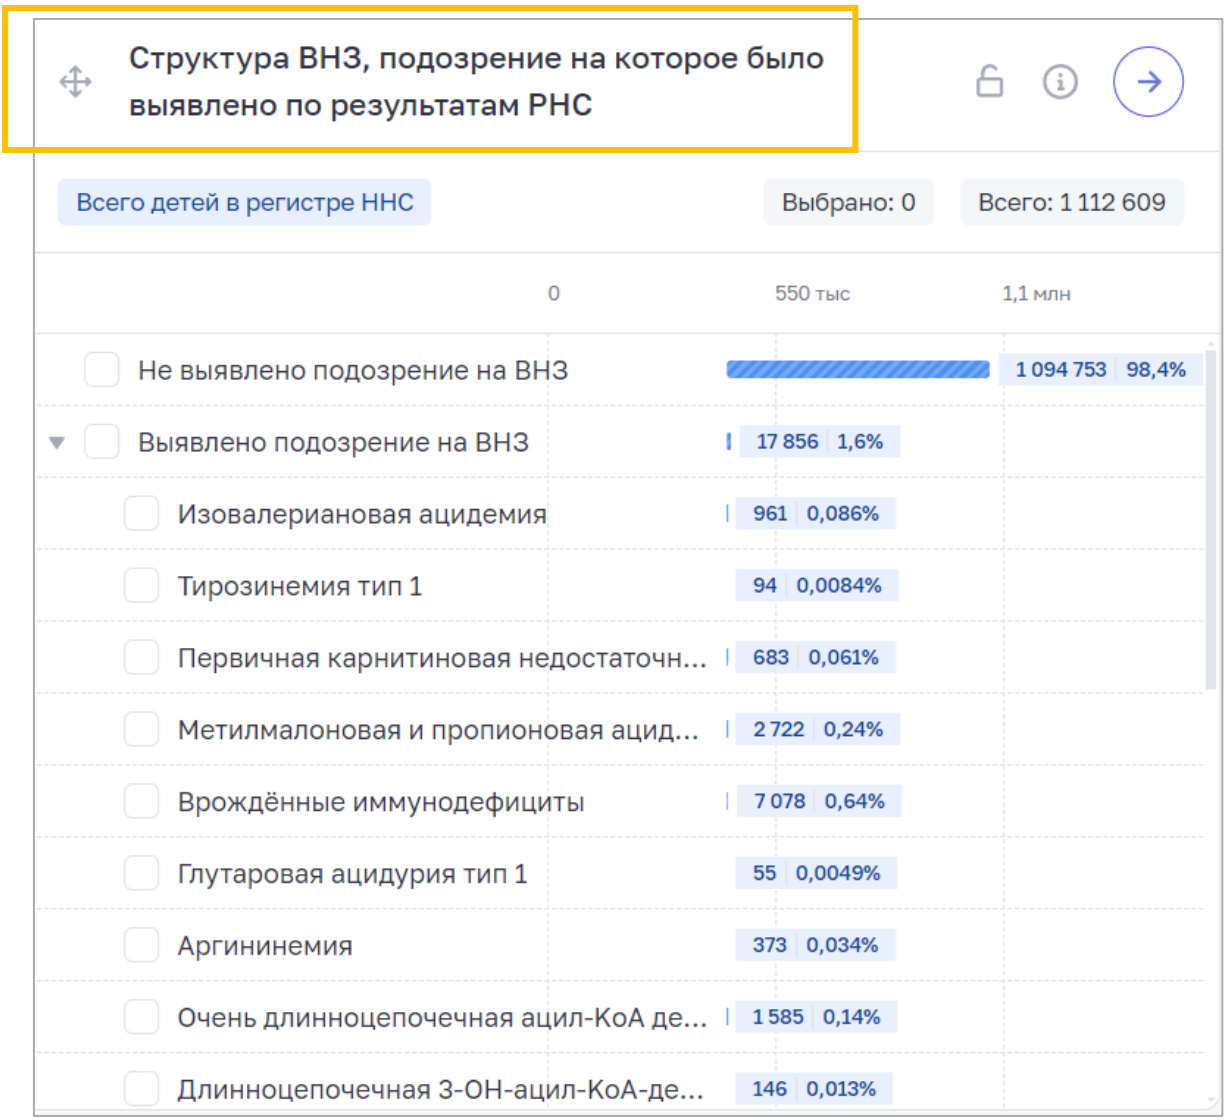 Структура ВНЗ, подозрение на которое было
выявлено по результатам РНС
Всего детей в регистре ННС
Выбрано: 0
Всего: 1 112 609
0 550 тыс 1,1 млн
Не выявлено подозрение на ВНЗ 1 094 753 98,4%
Выявлено подозрение на ВНЗ 17 856 1,6%
Изовалериановая ацидемия 961 0,086%
Тирозинемия тип 1 94 0,0084%
Первичная карнитиновая недостаточн... 683 0,061%
Метилмалоновая и пропионовая ацид... 2 722 0,24%
Врождённые иммунодефициты 7 078 0,64%
Глутаровая ацидурия тип 1 55 0,0049%
Аргининемия 373 0,034%
Очень длинноцепочечная ацил-КоА де... 1 585 0,14%
Длинноцепочечная 3-ОН-ацил-КоА-де... 146 0,013%